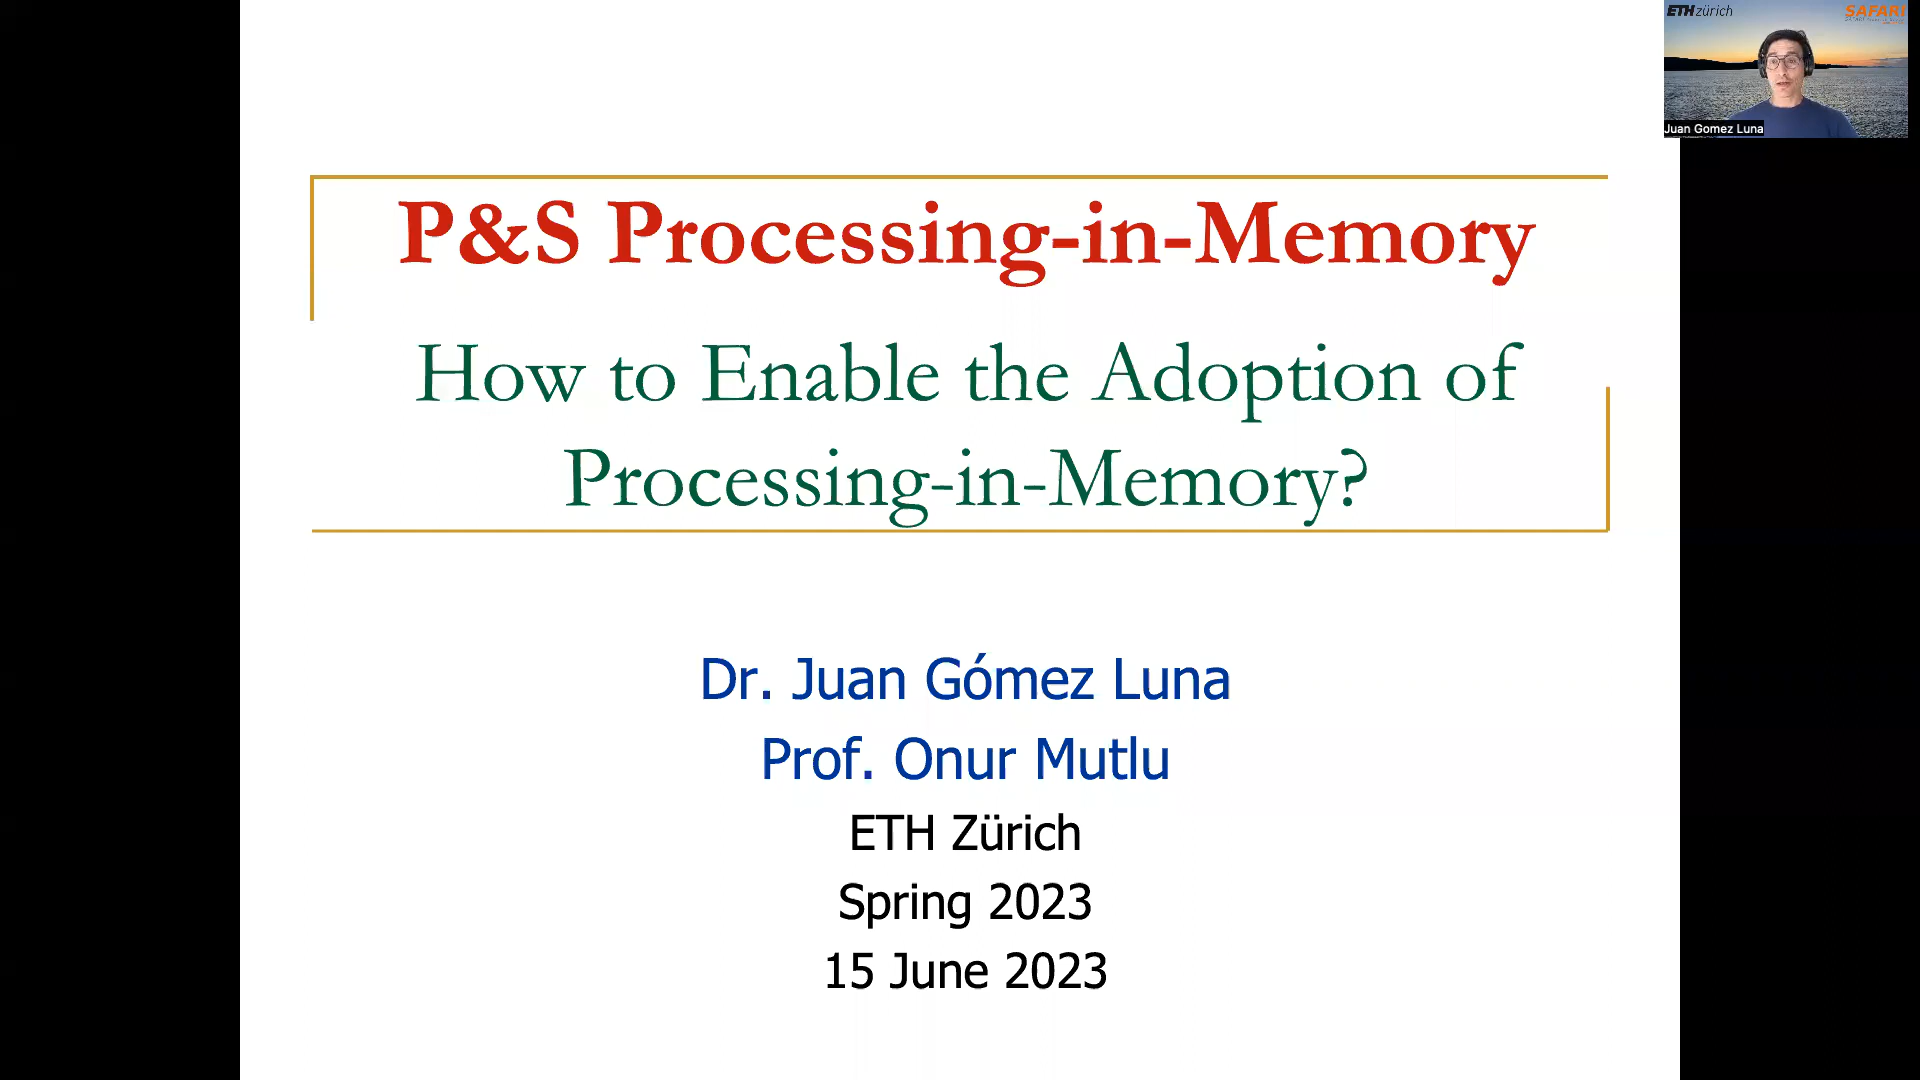 P&S Processing-in-Memory
How to Enable the Adoption of
Processing-in-Memory?
Dr. Juan Gómez Luna
Prof. Onur Mutlu
ETH Zürich
Spring 2023
15 June 2023
ETH zürich
SAFARI
Juan Gomez Luna